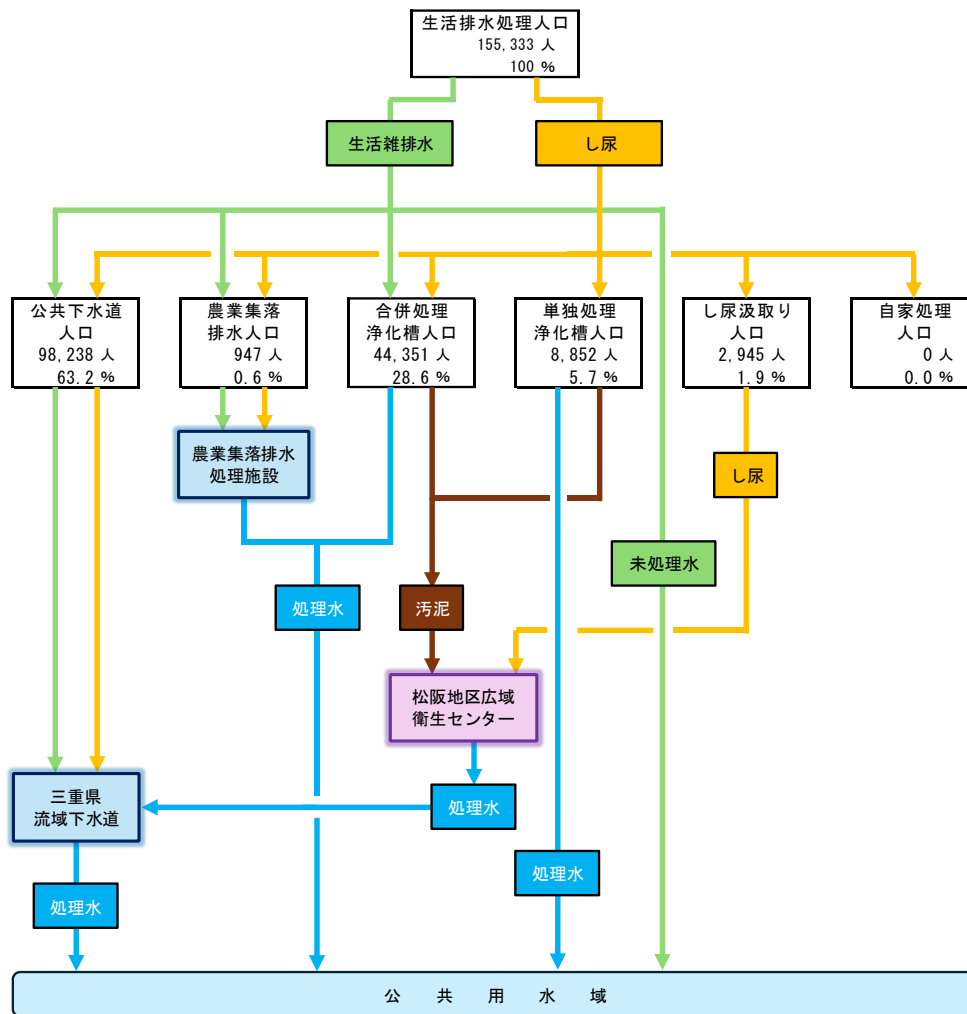 生活排水処理人口
155,333 人
100 %
生活雑排水
し尿
公共下水道
人口
98,238 人
63.2 %
農業集落
排水人口
947 人
0.6 %
合併処理
浄化槽人口
44,351 人
28.6 %
単独処理
浄化槽人口
8,852 人
5.7 %
し尿汲取り
人口
2,945 人
1.9 %
自家処理
人口
0 人
0.0 %
農業集落排水
処理施設
し尿
未処理水
処理水
汚泥
松阪地区広域
衛生センター
三重県
流域下水道
処理水
処理水
処理水
公共用水域